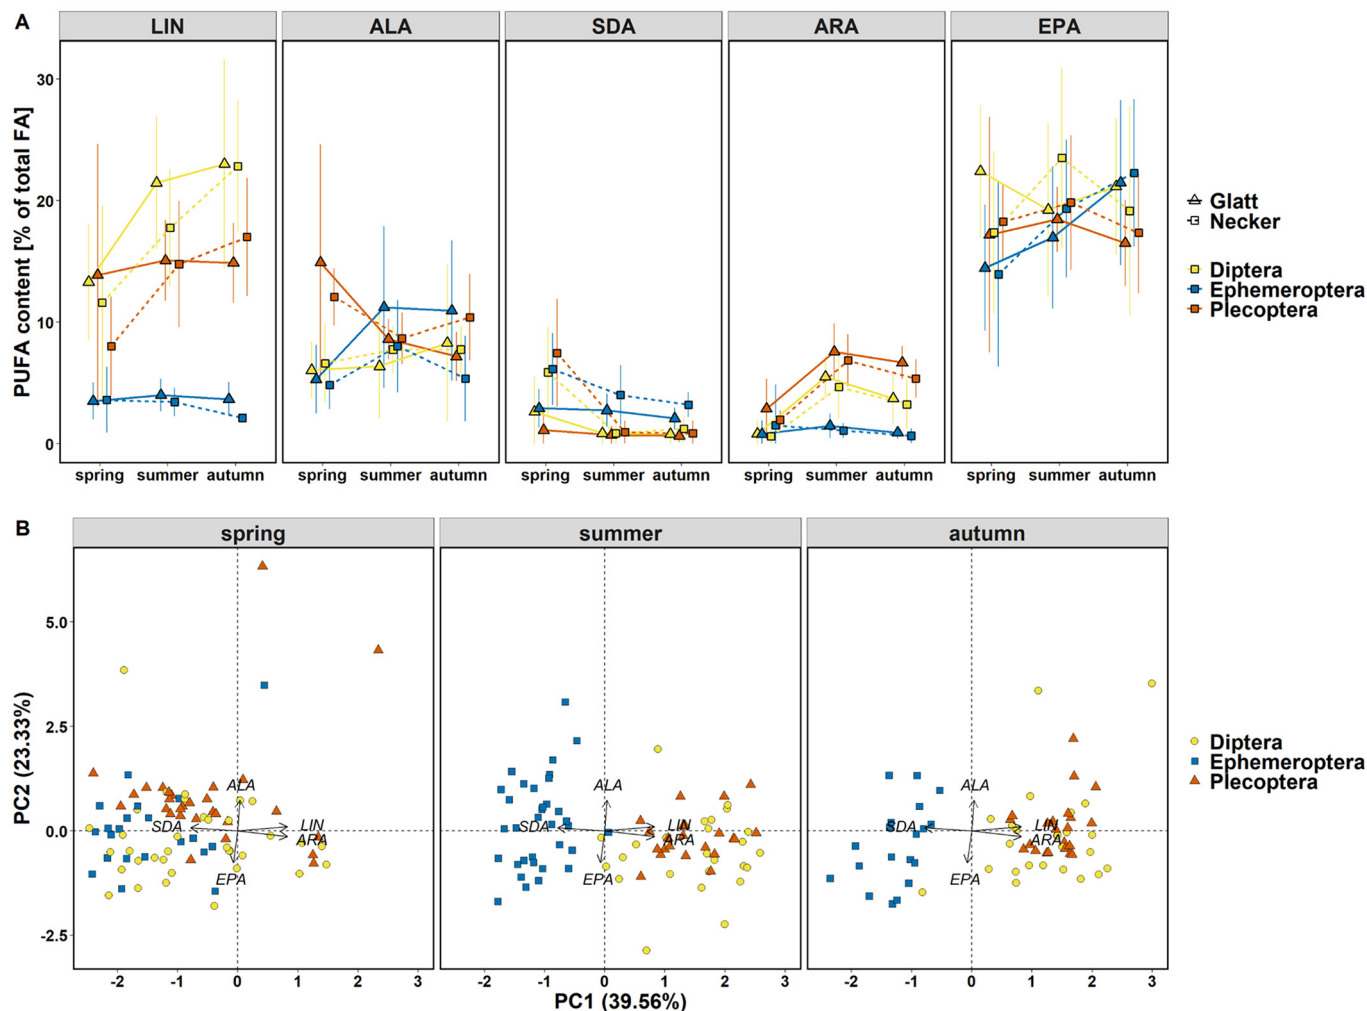 A
LIN ALA SDA ARA EPA
PUFA content [% of total FA]
30
20
10
0
spring summer autumn spring summer autumn spring summer autumn spring summer autumn spring summer autumn
Glatt
Necker
Diptera
Ephemeroptera
Plecoptera
B
spring summer autumn
PC2 (23.33%)
5.0
2.5
0.0
-2.5
ALA
SDA LIN
ARA
EPA
ALA
SDA LIN
ARA
EPA
ALA
SDA LIN
ARA
EPA
-2 -1 0 1 2 3 -2 -1 0 1 2 3 -2 -1 0 1 2 3
PC1 (39.56%)
Diptera
Ephemeroptera
Plecoptera